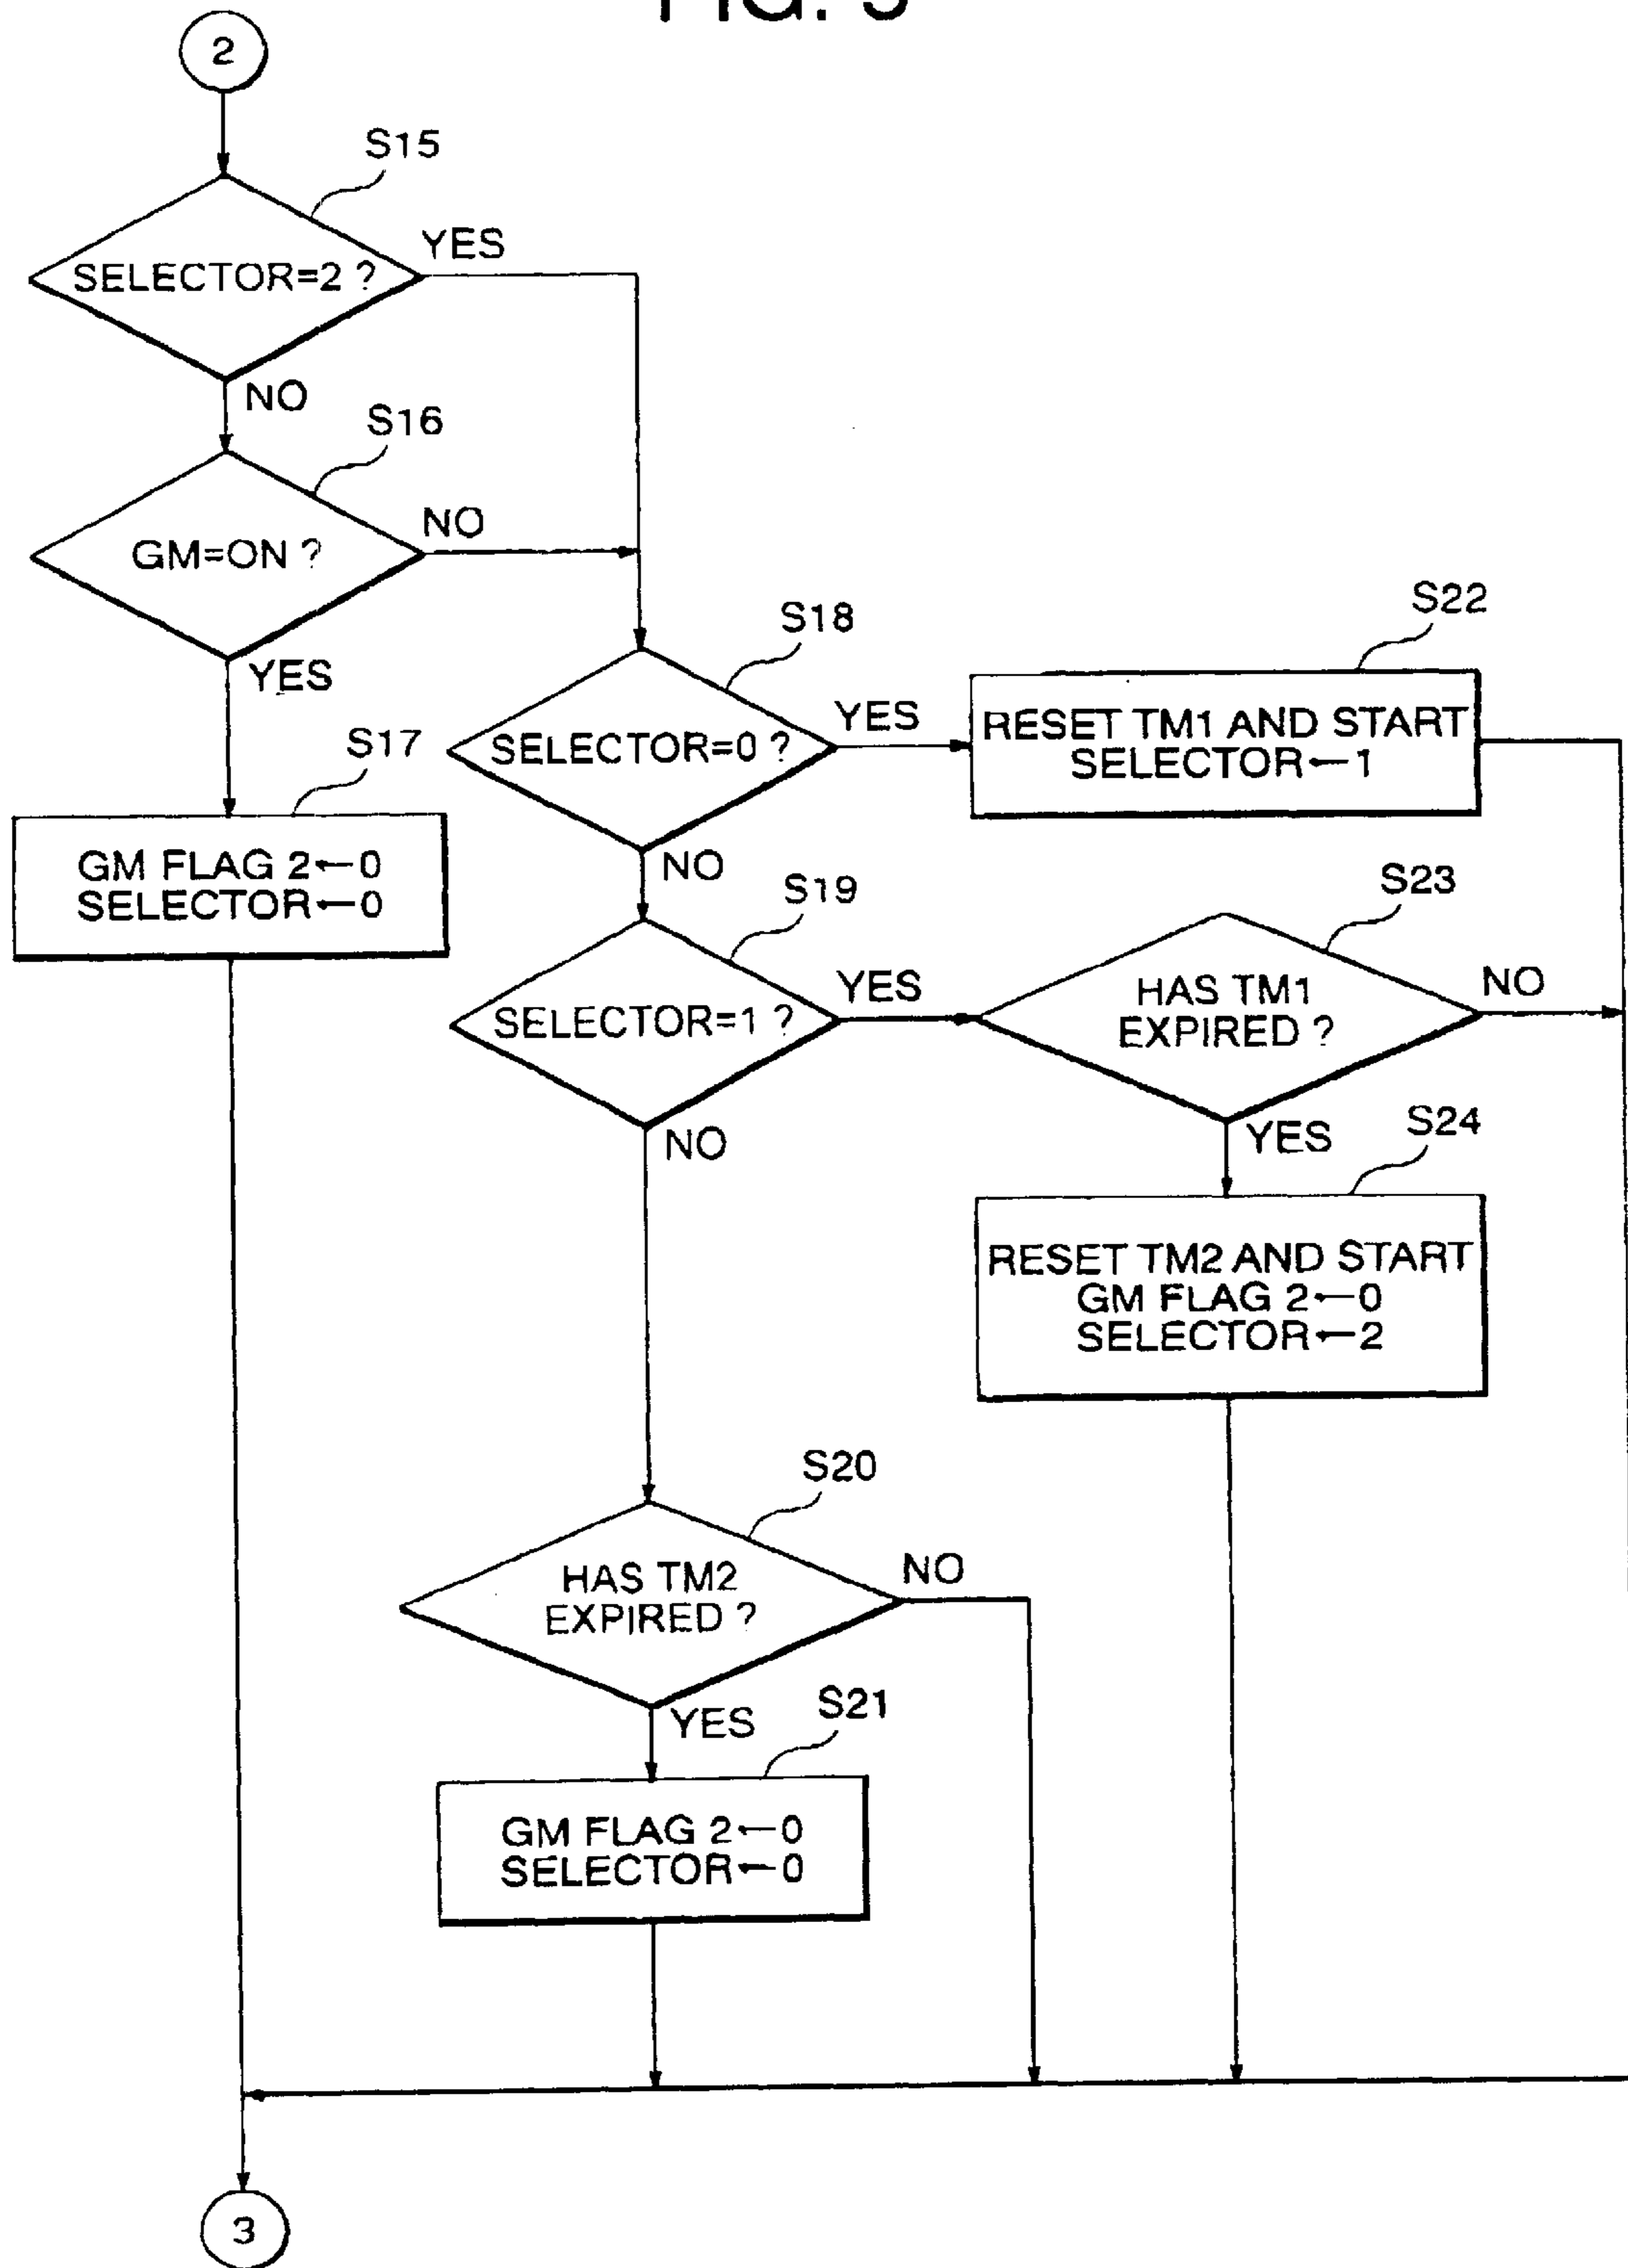 2
S15
SELECTOR=2 ?
YES
NO
S16
GM=ON ?
NO
YES
S17
GM FLAG 2←0
SELECTOR←0
S18
SELECTOR=0 ?
YES
NO
S22
RESET TM1 AND START
SELECTOR←1
S19
SELECTOR=1 ?
YES
NO
S23
HAS TM1
EXPIRED ?
NO
YES
S24
RESET TM2 AND START
GM FLAG 2←0
SELECTOR←2
S20
HAS TM2
EXPIRED ?
NO
YES
S21
GM FLAG 2←0
SELECTOR←0
3